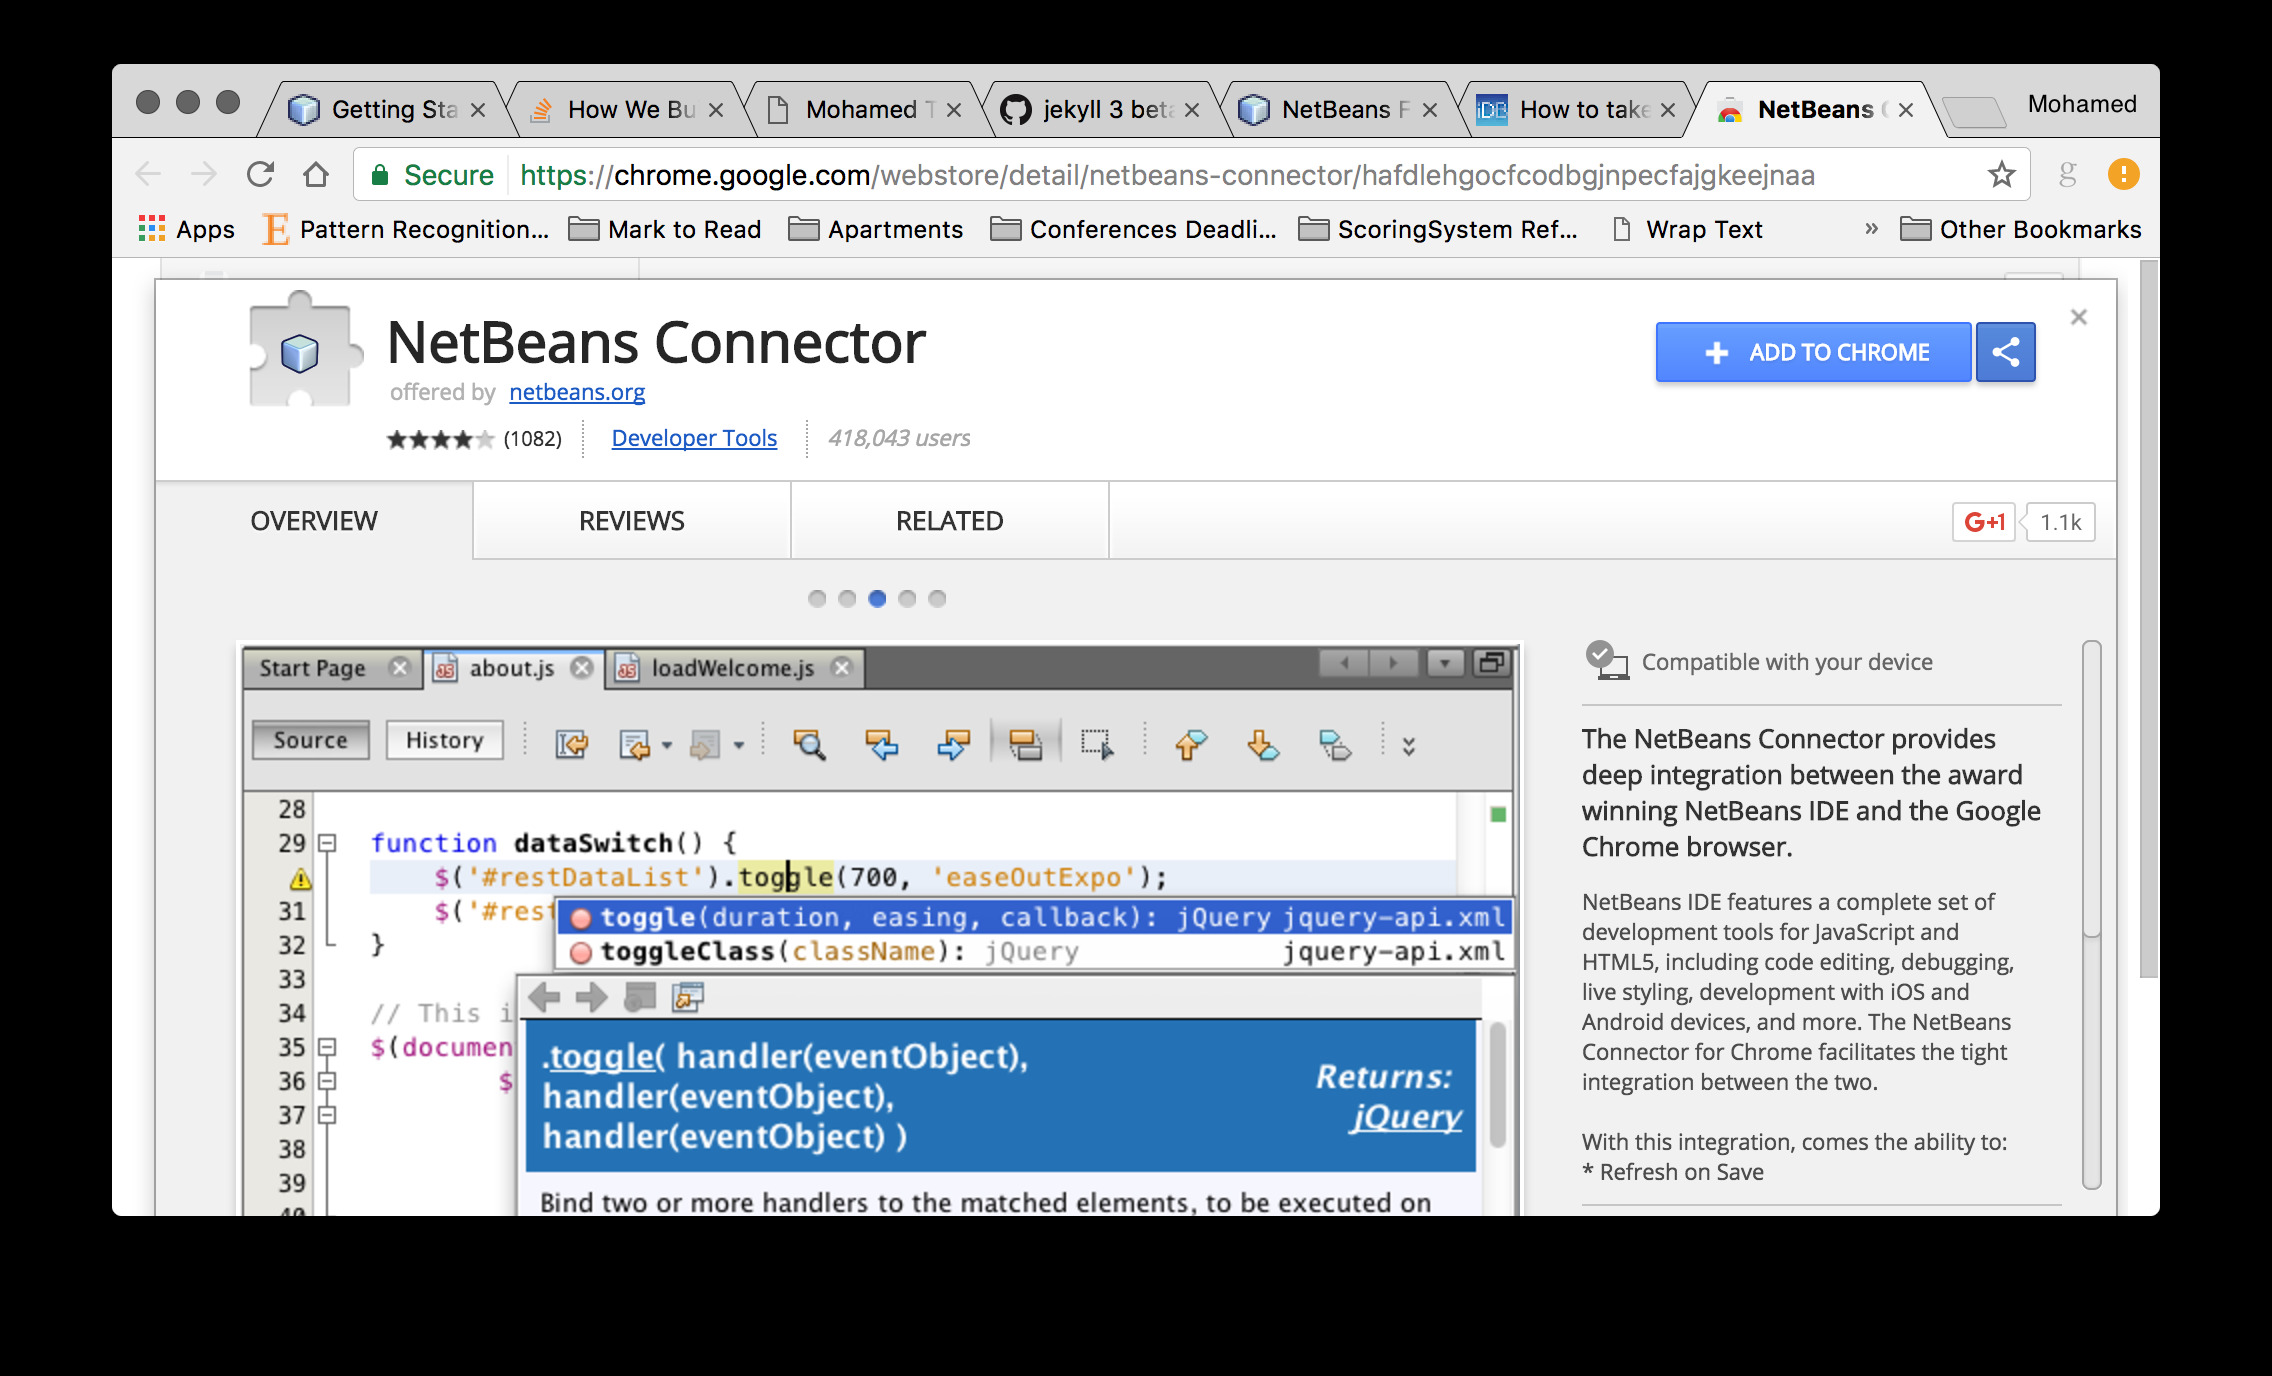 Getting Sta
How We Bu
Mohamed T
jekyll 3 beta
NetBeans F
How to take
NetBeans C
Mohamed
Secure https://chrome.google.com/webstore/detail/netbeans-connector/hafdlehgocfcodbgjnpecfajgkeejnaa
Apps
Pattern Recognition...
Mark to Read
Apartments
Conferences Deadli...
ScoringSystem Ref...
Wrap Text
» Other Bookmarks
NetBeans Connector
ADD TO CHROME
offered by netbeans.org
(1082) Developer Tools 418,043 users
OVERVIEW REVIEWS RELATED
G+1 1.1k
Start Page about.js loadWelcome.js
Source History
28
29 function dataSwitch() {
$('#restDataList').toggle(700, 'easeOutExpo');
31 $('#rest
toggle(duration, easing, callback): jQuery jquery-api.xml
32 }
toggleClass(className): jQuery jquery-api.xml
33
34 // This i
35 $(documen
36 $
37
38
39
40
.toggle( handler(eventObject),
handler(eventObject),
handler(eventObject) )
Returns:
jQuery
Bind two or more handlers to the matched elements, to be executed on
Compatible with your device
The NetBeans Connector provides
deep integration between the award
winning NetBeans IDE and the Google
Chrome browser.
NetBeans IDE features a complete set of
development tools for JavaScript and
HTML5, including code editing, debugging,
live styling, development with iOS and
Android devices, and more. The NetBeans
Connector for Chrome facilitates the tight
integration between the two.
With this integration, comes the ability to:
* Refresh on Save